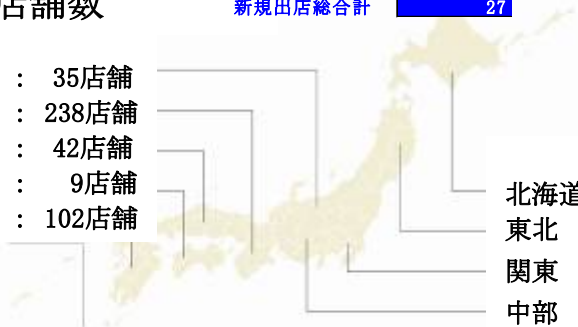 店舗数
新規出店総合計 27
： 35店舗
： 238店舗
： 42店舗
： 9店舗
： 102店舗
北海道
東北
関東
中部